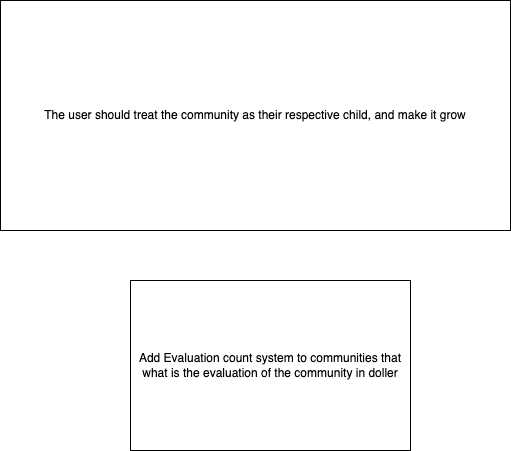 The user should treat the community as their respective child, and make it grow
Add Evaluation count system to communities that
what is the evaluation of the community in doller